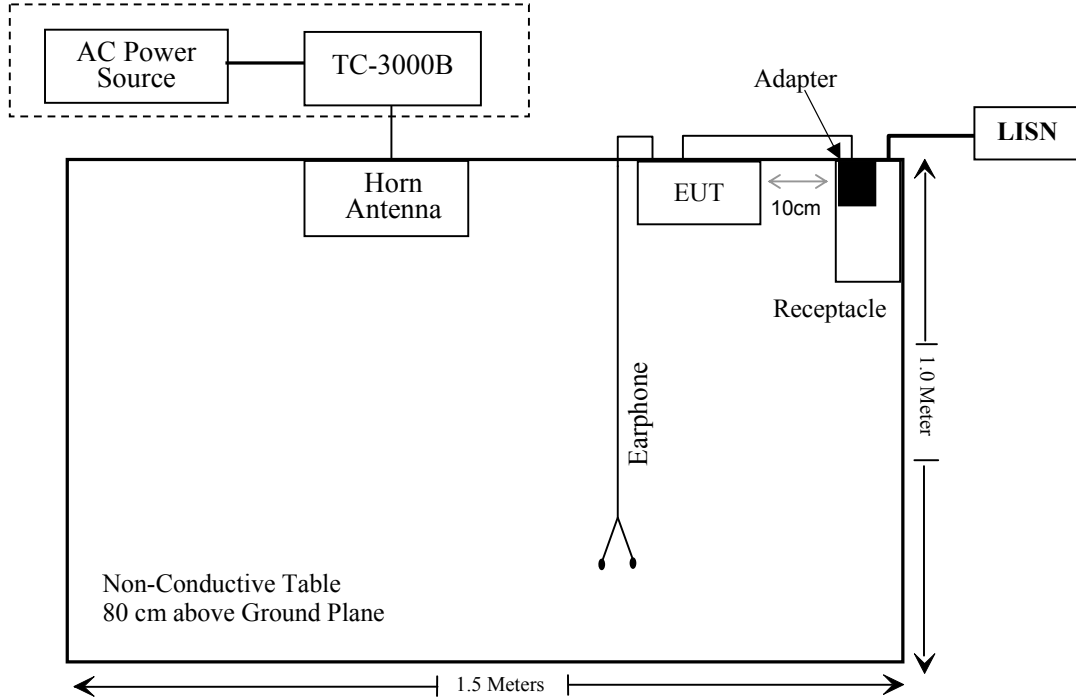 AC Power
Source
TC-3000B
Adapter
LISN
Horn
Antenna
EUT
10cm
Receptacle
Earphone
1.0 Meter
Non-Conductive Table
80 cm above Ground Plane
1.5 Meters